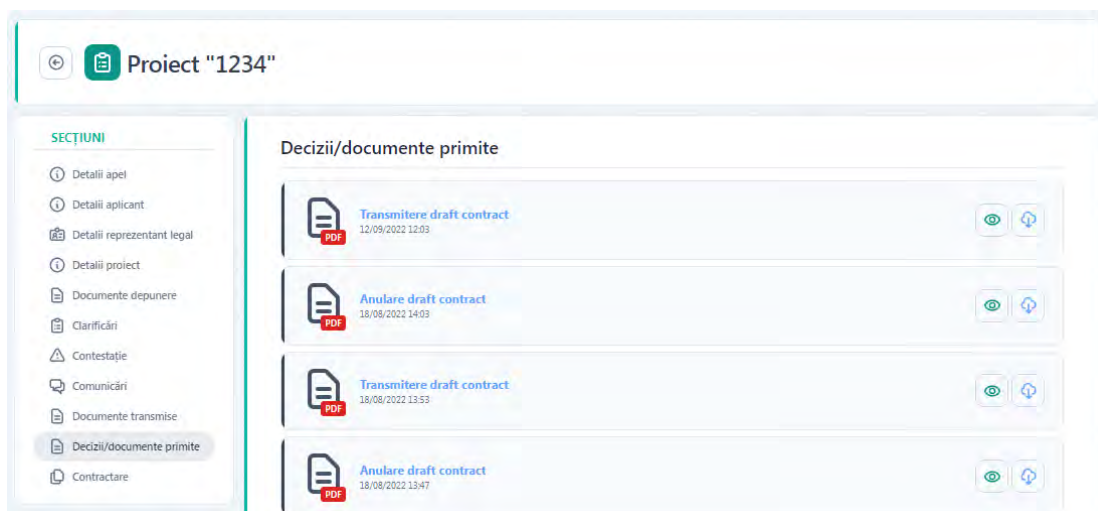 Proiect "1234"
SECȚIUNI
Detalii apel
Detalii aplicant
Detalii reprezentant legal
Detalii proiect
Documente depunere
Clarificări
Contestație
Comunicări
Documente transmise
Decizii/documente primite
Contractare
Decizii/documente primite
PDF
Transmitere draft contract
12/09/2022 12:03
PDF
Anulare draft contract
18/08/2022 14:03
PDF
Transmitere draft contract
18/08/2022 13:53
PDF
Anulare draft contract
18/08/2022 13:47